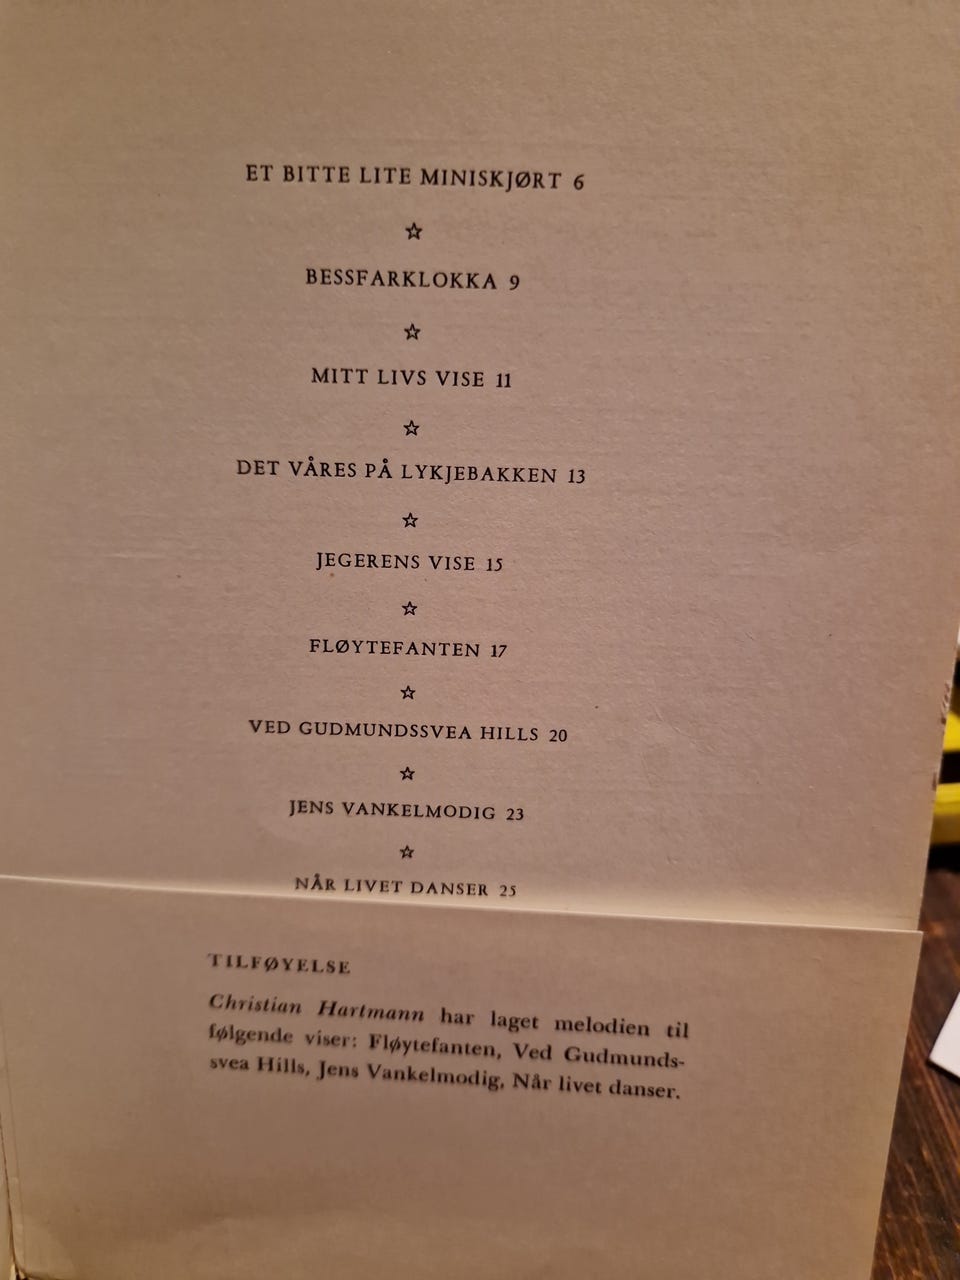 ET BITTE LITE MINISKJØRT 6
BESSFARKLOKKA 9
MITT LIVS VISE 11
DET VÅRES PÅ LYKJEBAKKEN 13
JEGERENS VISE 15
FLØYTEFANTEN 17
VED GUDMUNDSSVEA HILLS 20
JENS VANKELMODIG 23
NÅR LIVET DANSER 25
TILFØYELSE
Christian Hartmann har laget melodien til
følgende viser: Fløytefanten, Ved Gudmunds-
svea Hills, Jens Vankelmodig, Når livet danser.